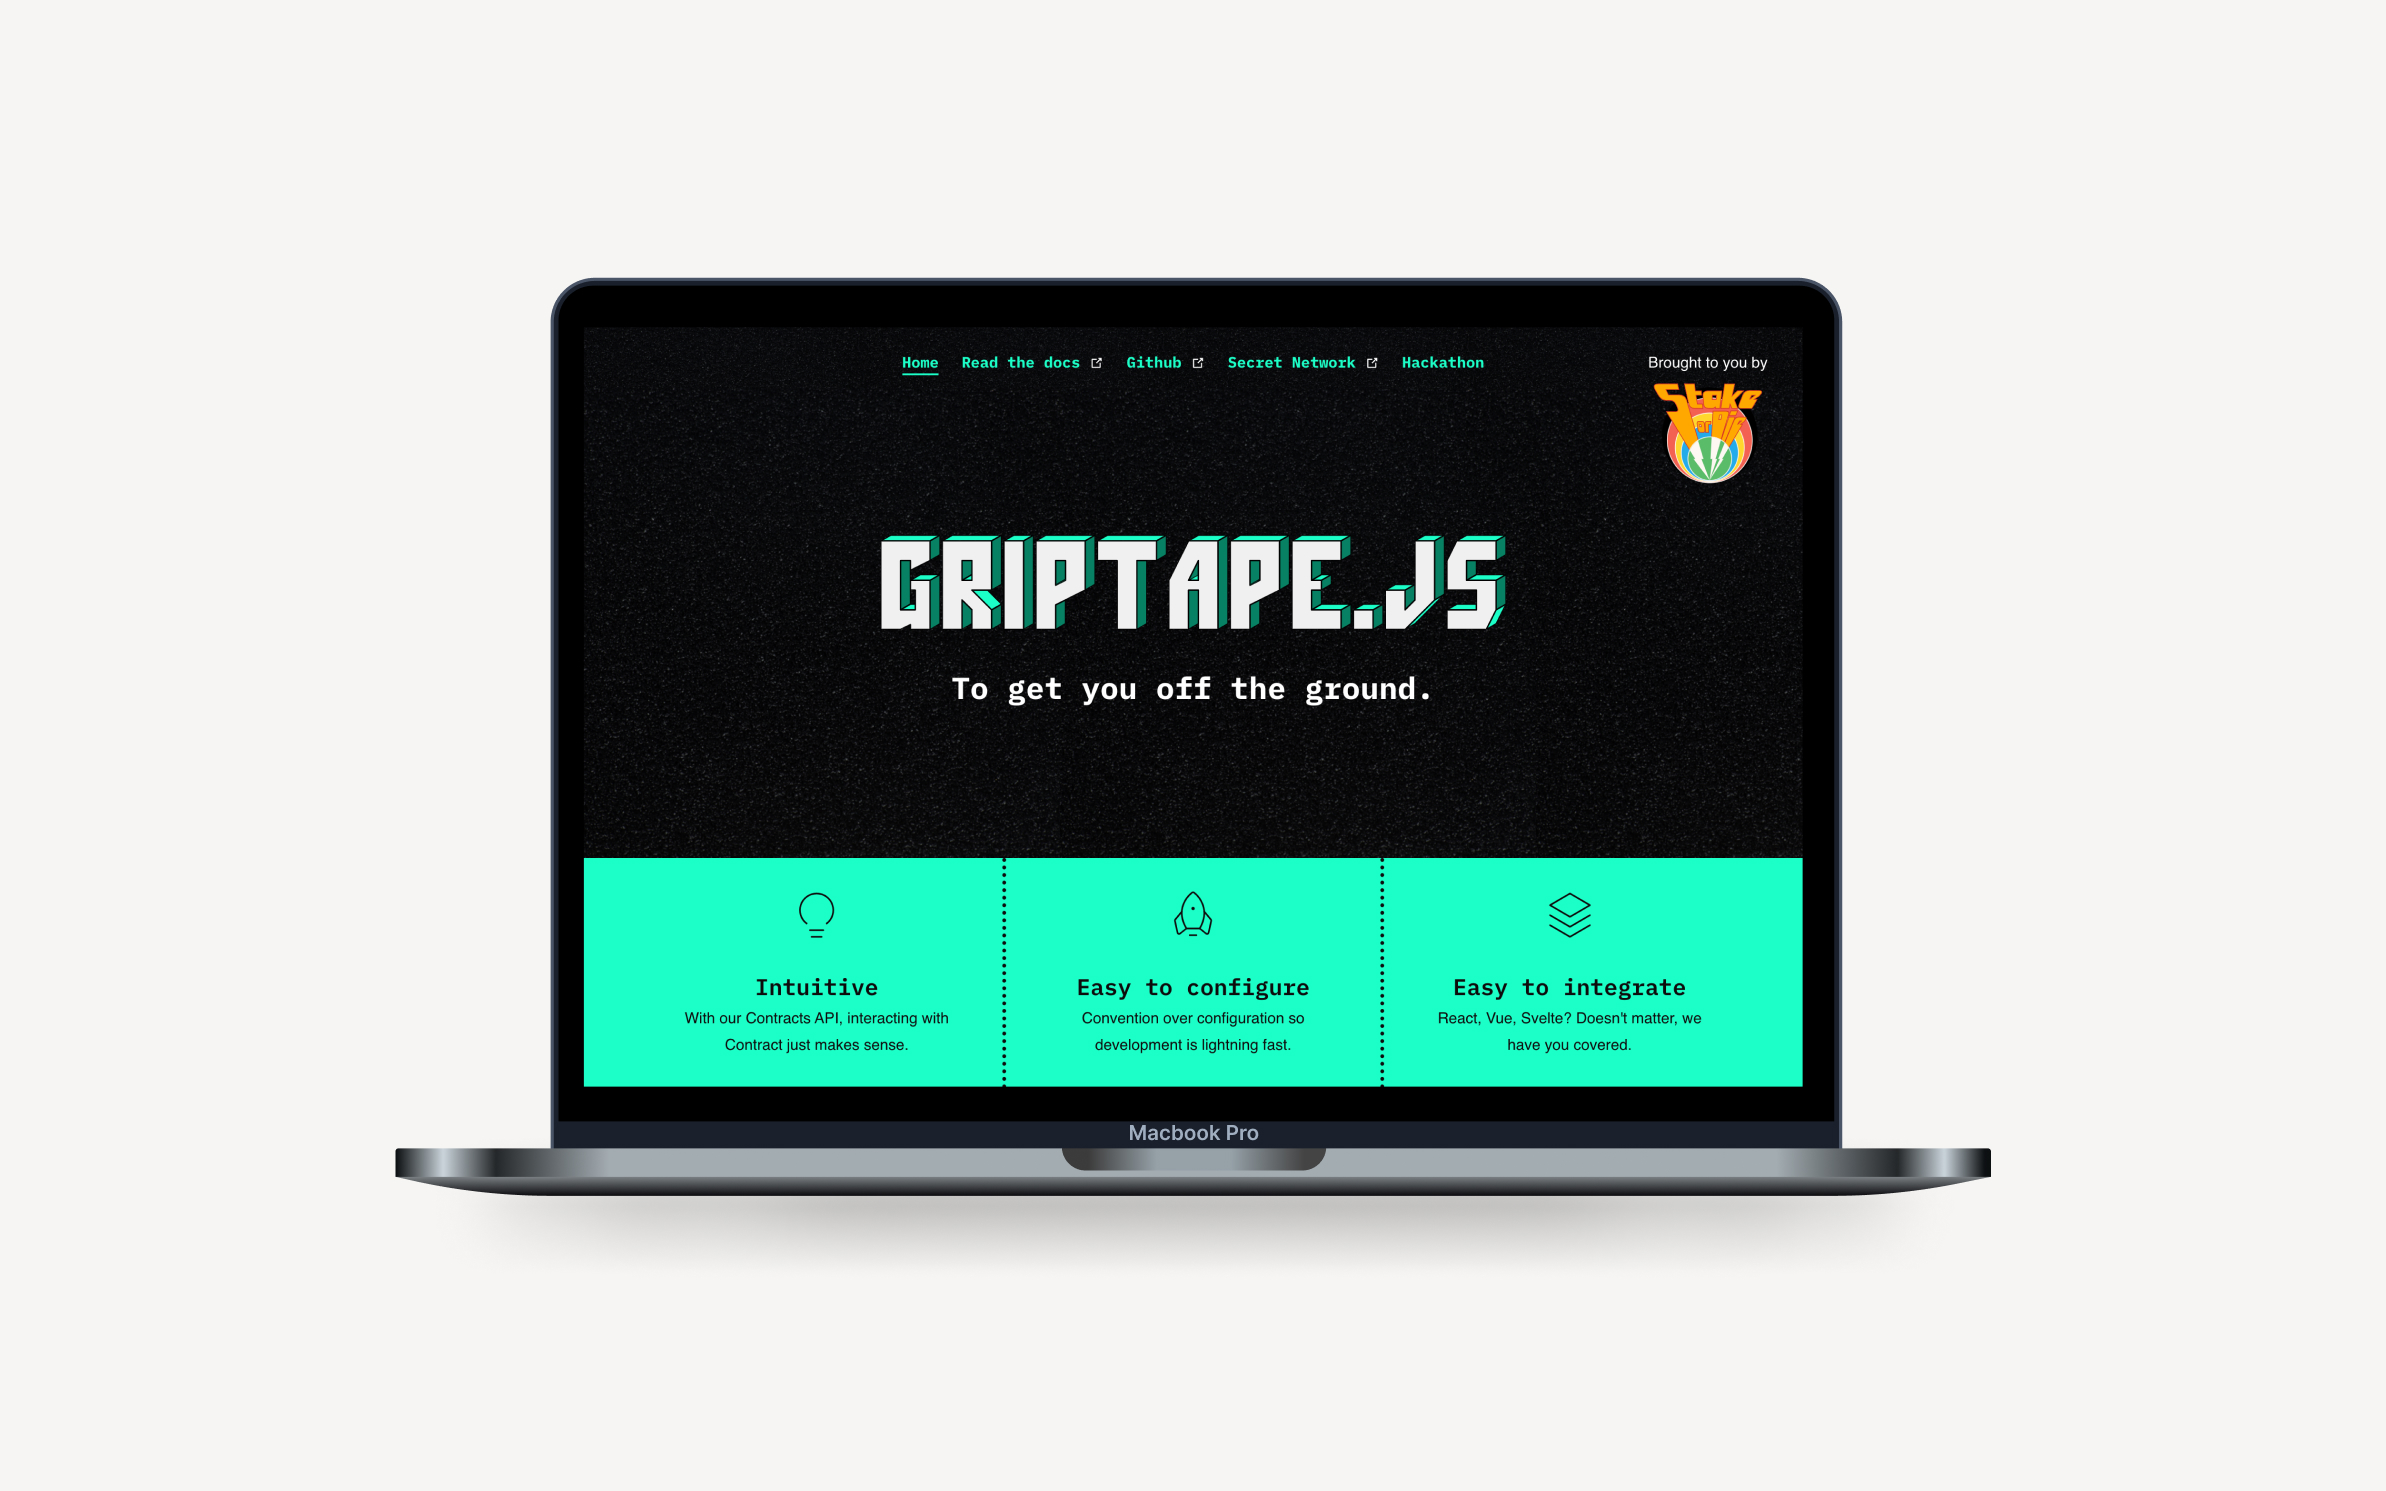 Home Read the docs Github Secret Network Hackathon
Brought to you by
Stake
or Pie
GRIPTAPE.JS
To get you off the ground.
Intuitive
With our Contracts API, interacting with
Contract just makes sense.
Easy to configure
Convention over configuration so
development is lightning fast.
Easy to integrate
React, Vue, Svelte? Doesn't matter, we
have you covered.
Macbook Pro